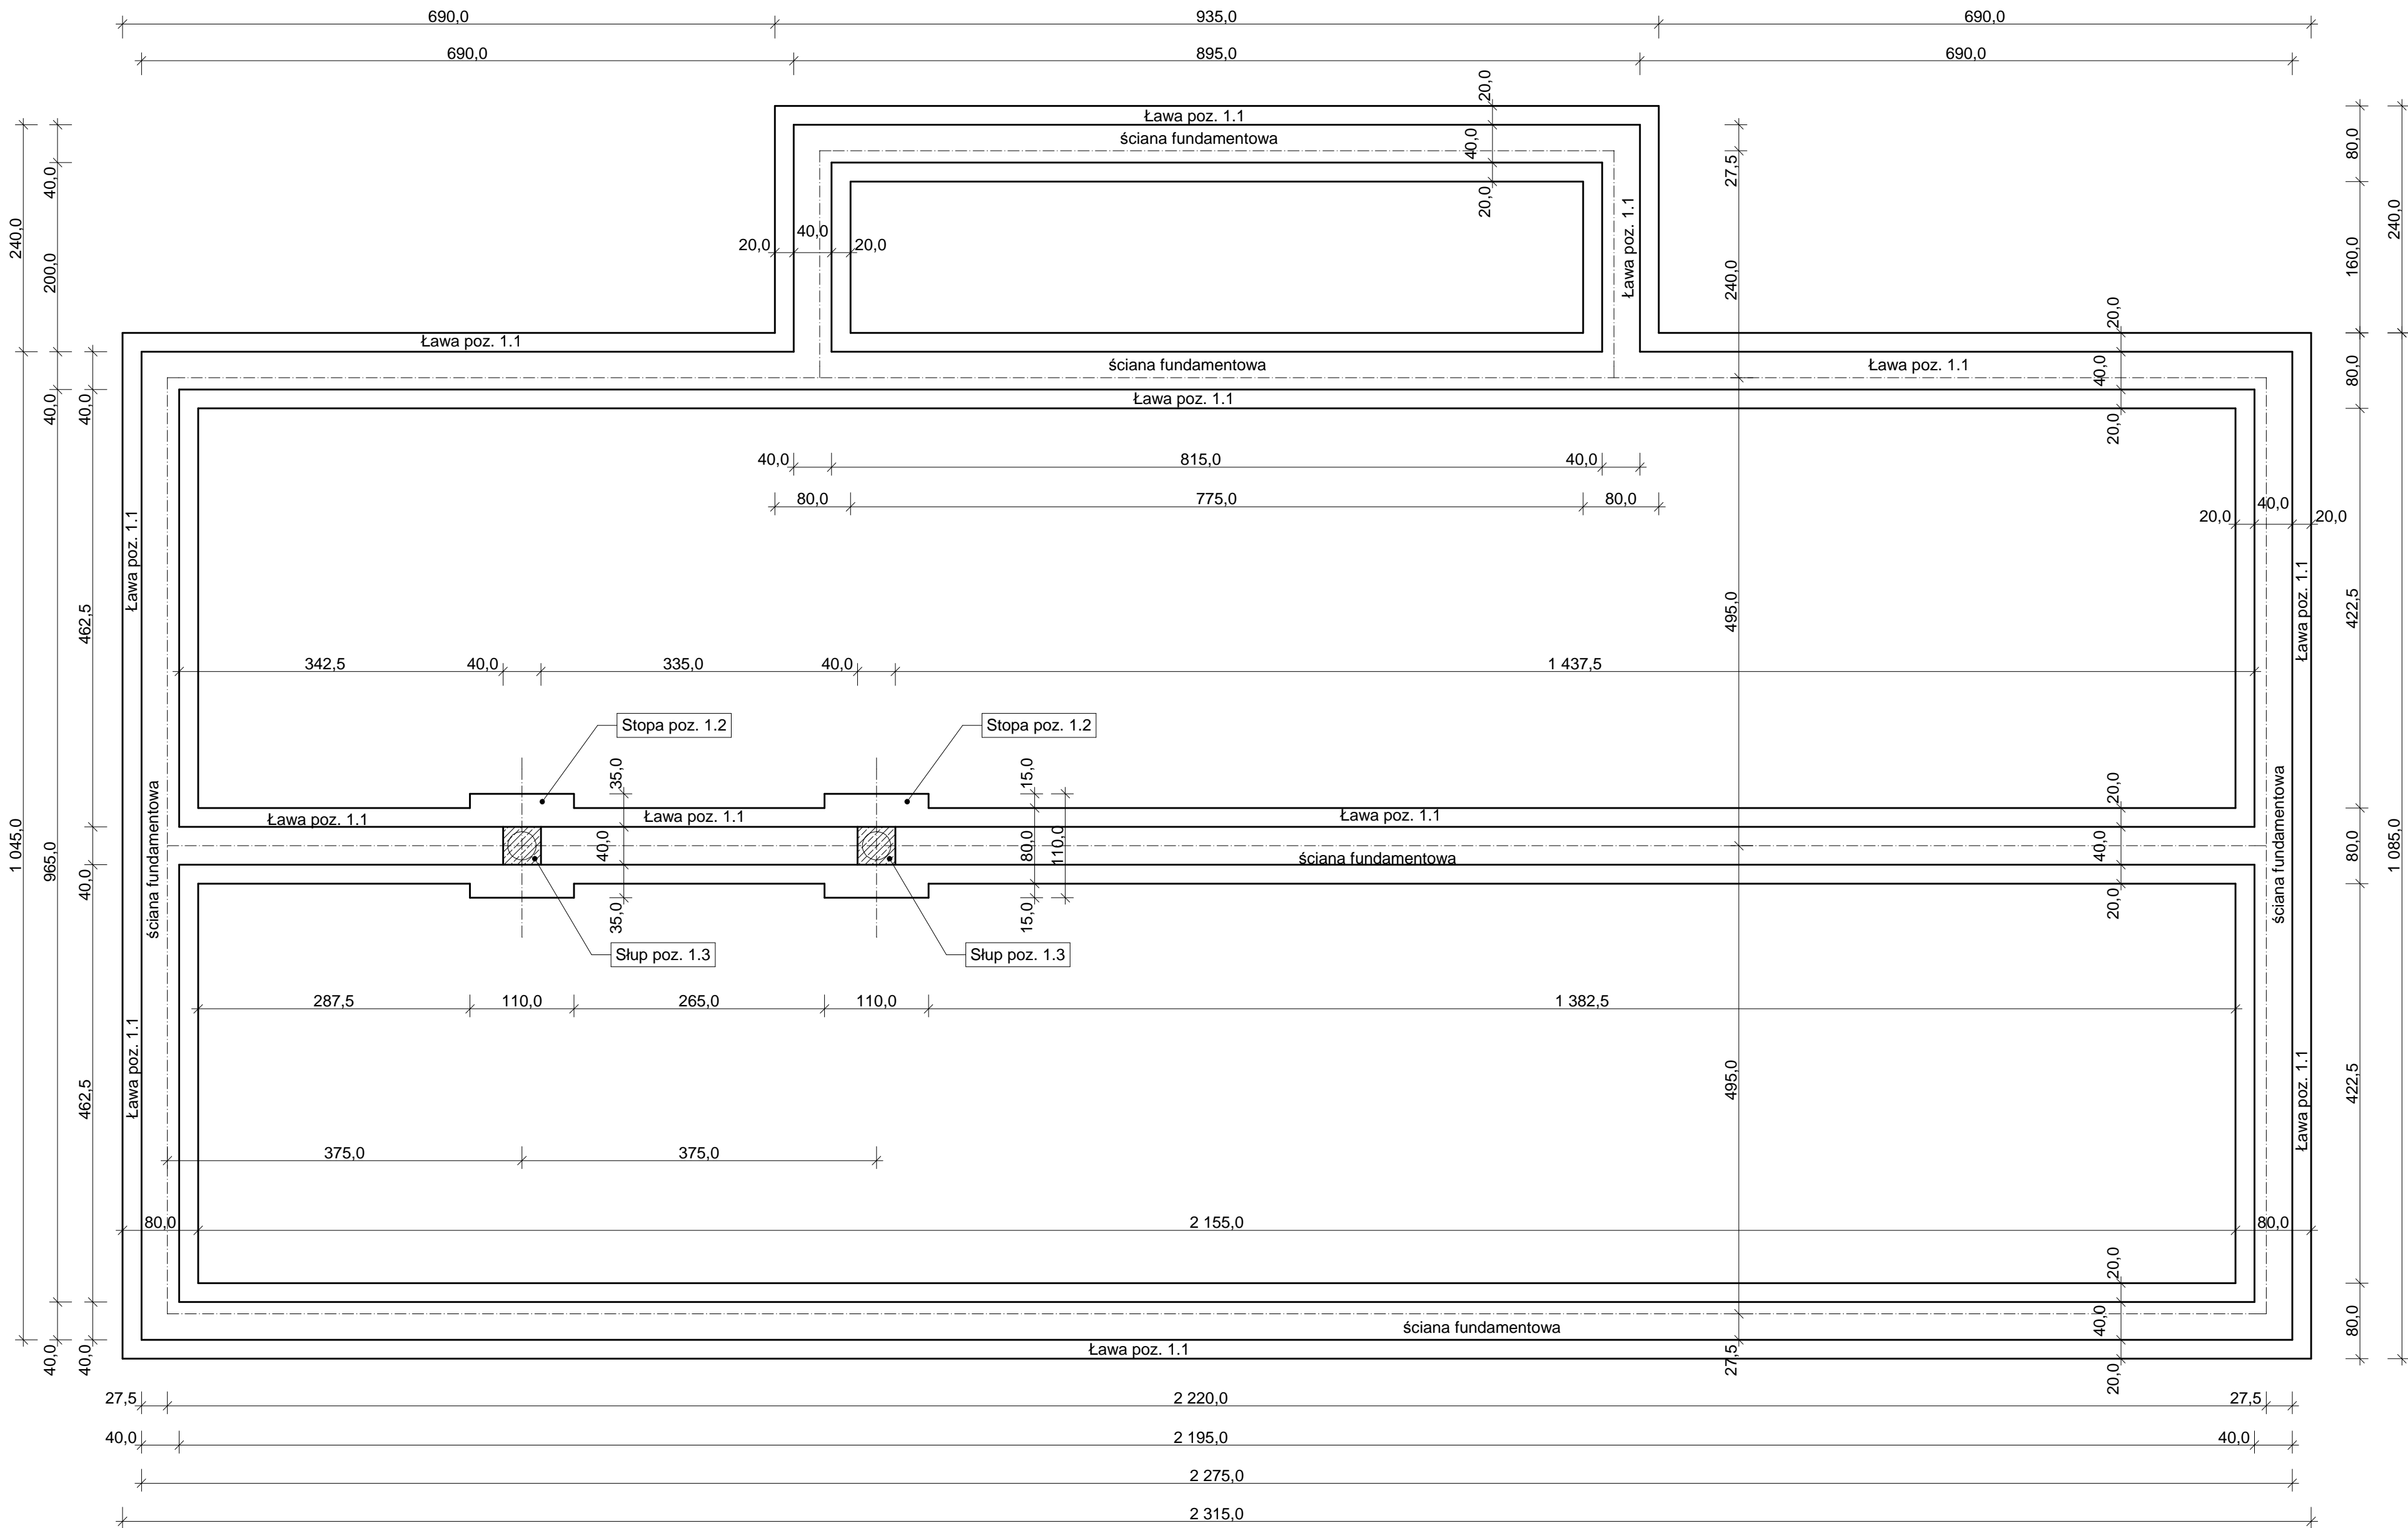 690,0 935,0 690,0
690,0 895,0 690,0
20,0
Ława poz. 1.1
ściana fundamentowa
40,0
20,0
27,5
80,0
40,0
240,0
200,0
20,0 40,0 20,0
Ława poz. 1.1
240,0
160,0
240,0
20,0
Ława poz. 1.1
ściana fundamentowa
Ława poz. 1.1
40,0
80,0
40,0
40,0
Ława poz. 1.1
20,0
40,0 815,0 40,0
80,0 775,0 80,0
20,0 40,0 20,0
Ława poz. 1.1
462,5
495,0
Ława poz. 1.1
422,5
342,5 40,0 335,0 40,0 1 437,5
Stopa poz. 1.2
Stopa poz. 1.2
35,0
15,0
20,0
Ława poz. 1.1
Ława poz. 1.1
Ława poz. 1.1
1 045,0
965,0
40,0
ściana fundamentowa
40,0
80,0
110,0
ściana fundamentowa
40,0
ściana fundamentowa
80,0
1 085,0
35,0
15,0
20,0
Słup poz. 1.3
Słup poz. 1.3
287,5 110,0 265,0 110,0 1 382,5
Ława poz. 1.1
462,5
495,0
Ława poz. 1.1
422,5
375,0 375,0
80,0 2 155,0 80,0
20,0
ściana fundamentowa
40,0
80,0
Ława poz. 1.1
40,0
40,0
27,5
20,0
27,5 2 220,0 27,5
40,0 2 195,0 40,0
2 275,0
2 315,0